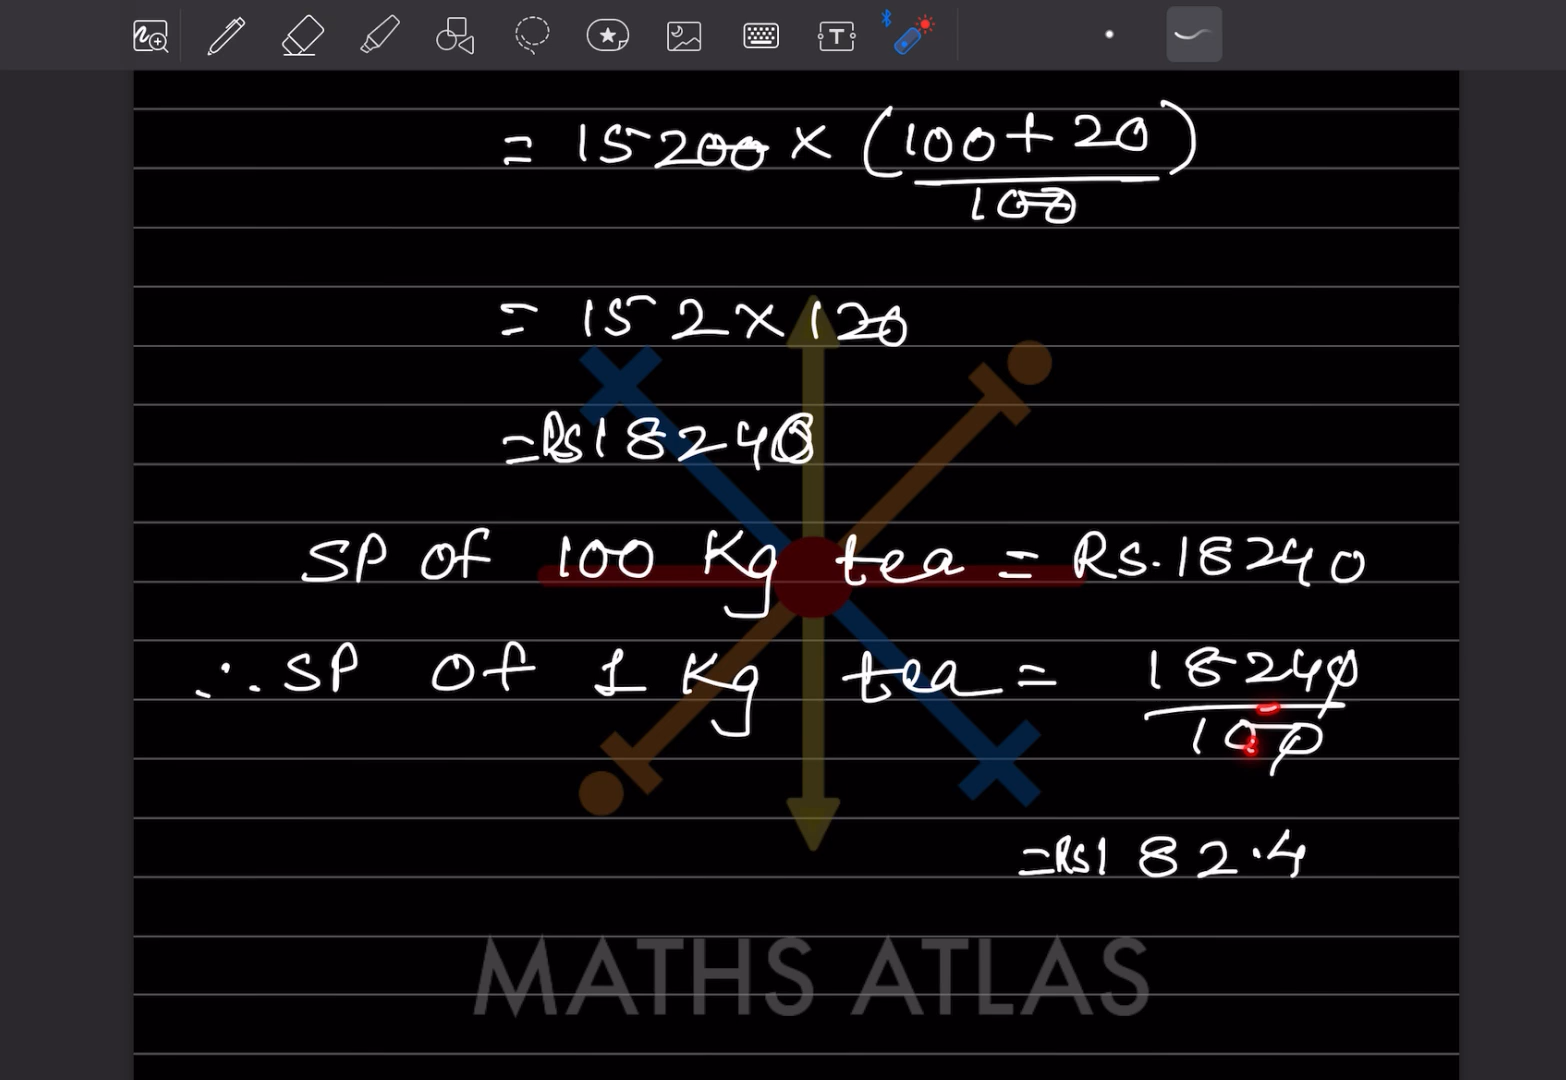 = 15200 × (100 + 20)
100
= 152 × 120
= Rs 18240
SP of 100 Kg tea = Rs. 18240
∴ SP of 1 Kg tea = 18240
100
= Rs 182.4
MATHS ATLAS